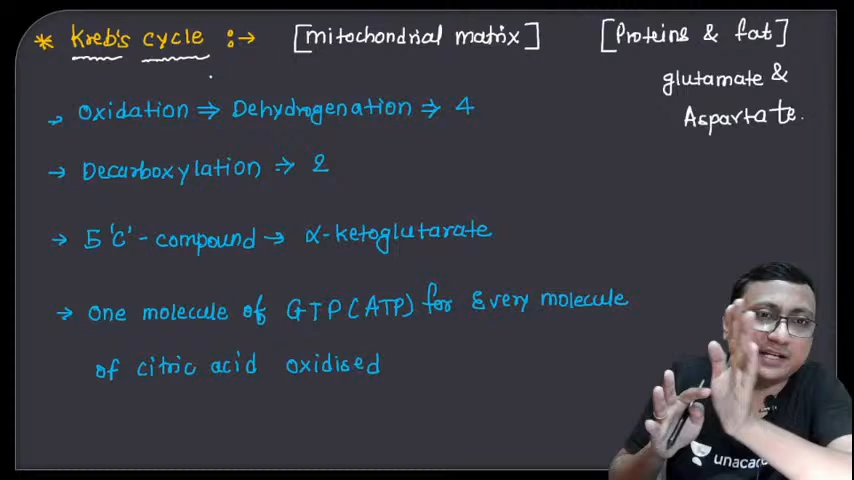 * Kreb's cycle :→ [mitochondrial matrix] [Proteins & fat]
glutamate &
Aspartate.
→ Oxidation ⇒ Dehydrogenation ⇒ 4
→ Decarboxylation ⇒ 2
→ 5 'C' - compound → α-ketoglutarate
→ One molecule of GTP(ATP) for Every molecule
of citric acid oxidised
unacad